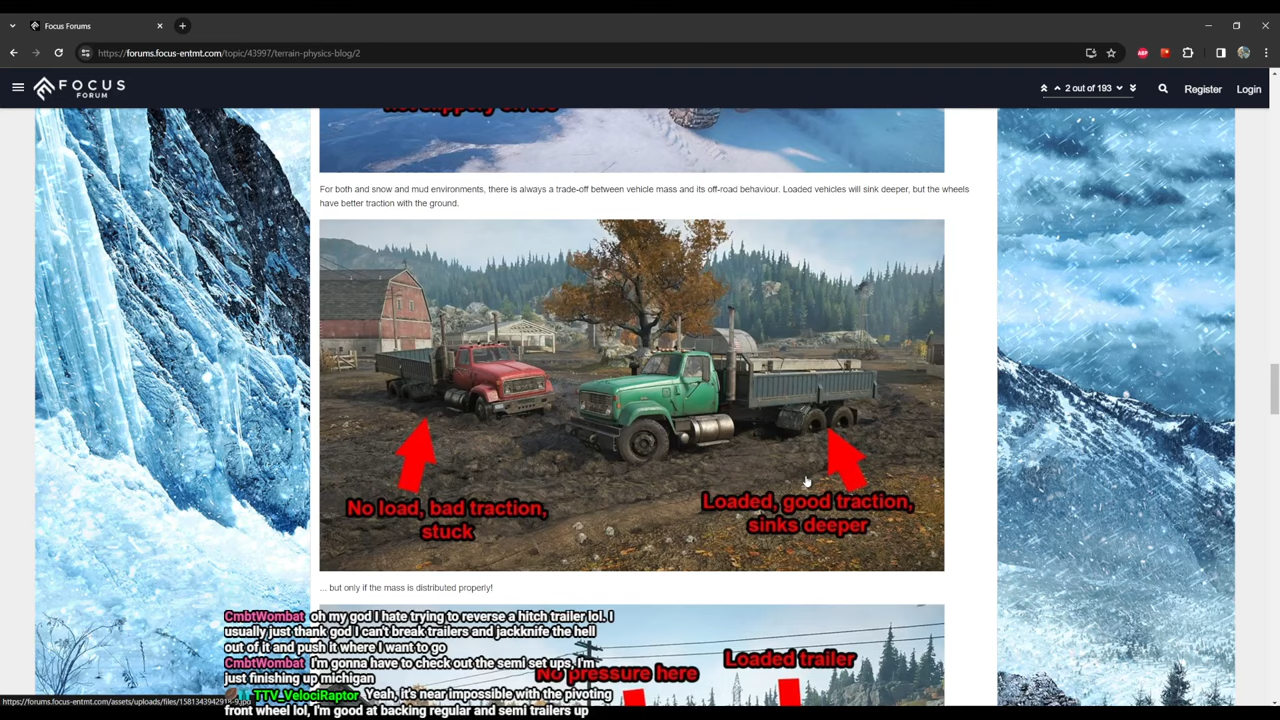 Focus Forums
https://forums.focus-entmt.com/topic/43997/terrain-physics-blog/2
ABP
FOCUS
FORUM
2 out of 193
Register
Login
not slippery on ice
For both and snow and mud environments, there is always a trade-off between vehicle mass and its off-road behaviour. Loaded vehicles will sink deeper, but the wheels
have better traction with the ground.
No load, bad traction,
stuck
Loaded, good traction,
sinks deeper
... but only if the mass is distributed properly!
CmbtWombat oh my god I hate trying to reverse a hitch trailer lol. I
usually just thank god I can't break trailers and jackknife the hell
out of it and push it where I want to go
CmbtWombat I'm gonna have to check out the semi set ups, I'm
just finishing up michigan
TTV_VelociRaptor Yeah, it's near impossible with the pivoting
front wheel lol, I'm good at backing regular and semi trailers up
No pressure here
Loaded trailer